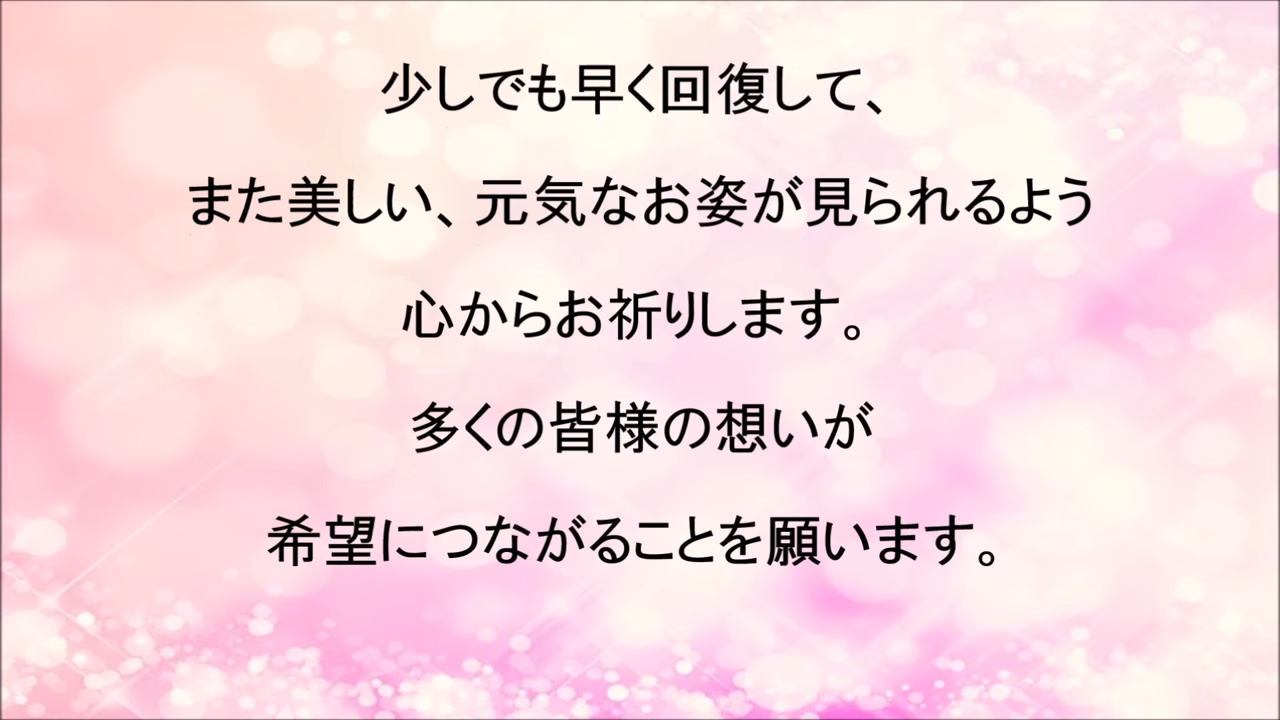 少しでも早く回復して、
また美しい、元気なお姿が見られるよう
心からお祈りします。
多くの皆様の想いが
希望につながることを願います。